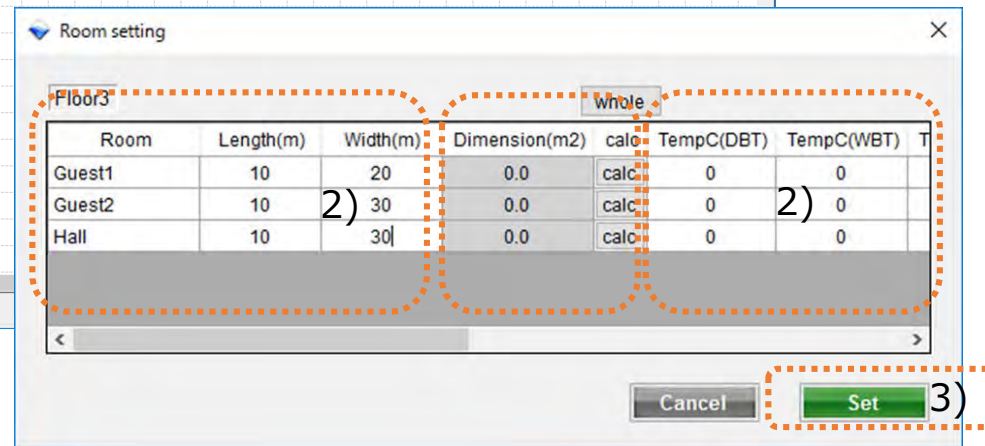 Room setting
Floor3 whole
Room Length(m) Width(m) Dimension(m2) calc TempC(DBT) TempC(WBT) T
Guest1 10 20 0.0 calc 0 0
Guest2 10 2) 30 0.0 calc 0 2) 0
Hall 10 30 0.0 calc 0 0
Cancel Set 3)